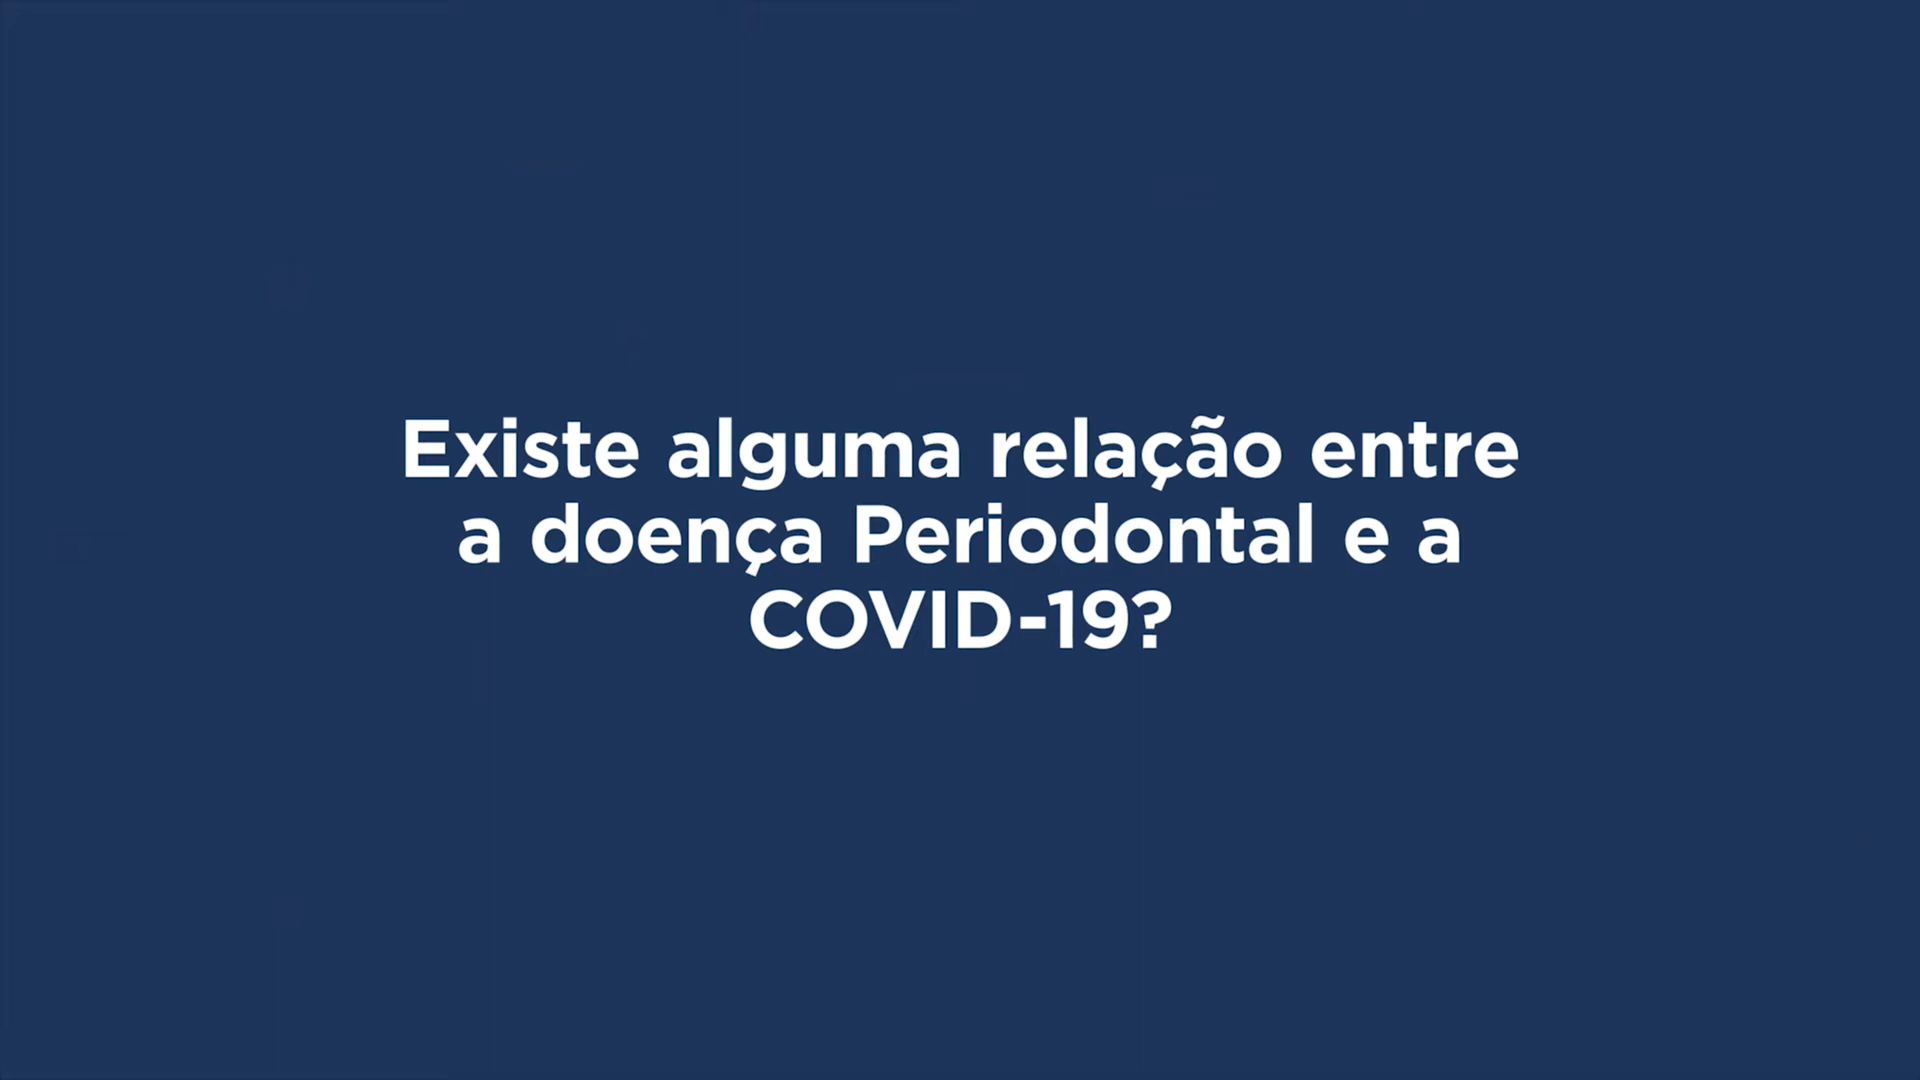 Existe alguma relação entre
a doença Periodontal e a
COVID-19?